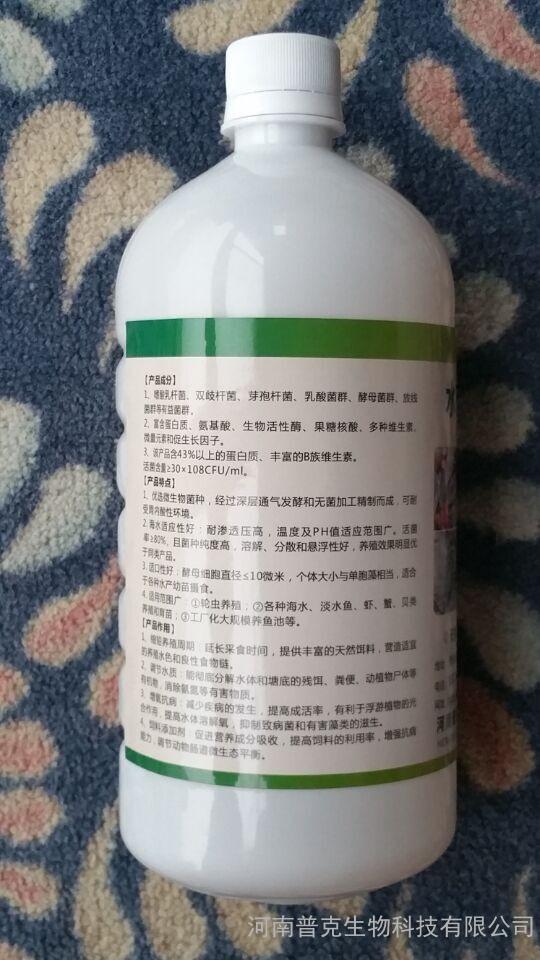 【产品成分】
1、嗜酸乳杆菌、双歧杆菌、芽孢杆菌、乳酸菌群、酵母菌群、放线
菌群等有益菌群。
2、富含蛋白质、氨基酸、生物活性酶、果糖核酸、多种维生素、
微量元素和促生长因子。
3、该产品含43%以上的蛋白质、丰富的B族维生素。
活菌含量≥30×108CFU/ml。
【产品特点】
1、优选微生物菌种，经过深层通气发酵和无菌加工精制而成，可耐
受胃内酸性环境。
2、海水适应性好：耐渗透压高，温度及PH值适应范围广。活菌
率≥80%，且菌种纯度高，溶解、分散和悬浮性好，养殖效果明显优
于同类产品。
3、适口性好：酵母细胞直径≤10微米，个体大小与单胞藻相当，适合
于各种水产幼苗摄食。
4、适用范围广：①轮虫养殖；②各种海水、淡水鱼、虾、蟹、贝类
养殖和育苗；③工厂化大规模养鱼池等。
【产品作用】
1、缩短养殖周期：延长采食时间，提供丰富的天然饵料，营造适宜
的养殖水色和良性食物链。
2、调节水质：能彻底分解水体和塘底的残饵、粪便、动植物尸体等
有机物，消除氨氮等有害物质。
3、增氧抗病：减少疾病的发生，提高成活率，有利于浮游植物的光
合作用，提高水体溶解氧，抑制致病菌和有害藻类的滋生。
4、饲料添加剂 促进营养成分吸收，提高饲料的利用率，增强抗病
能力，调节动物肠道微生态平衡。
水
河南普克生物科技有限公司